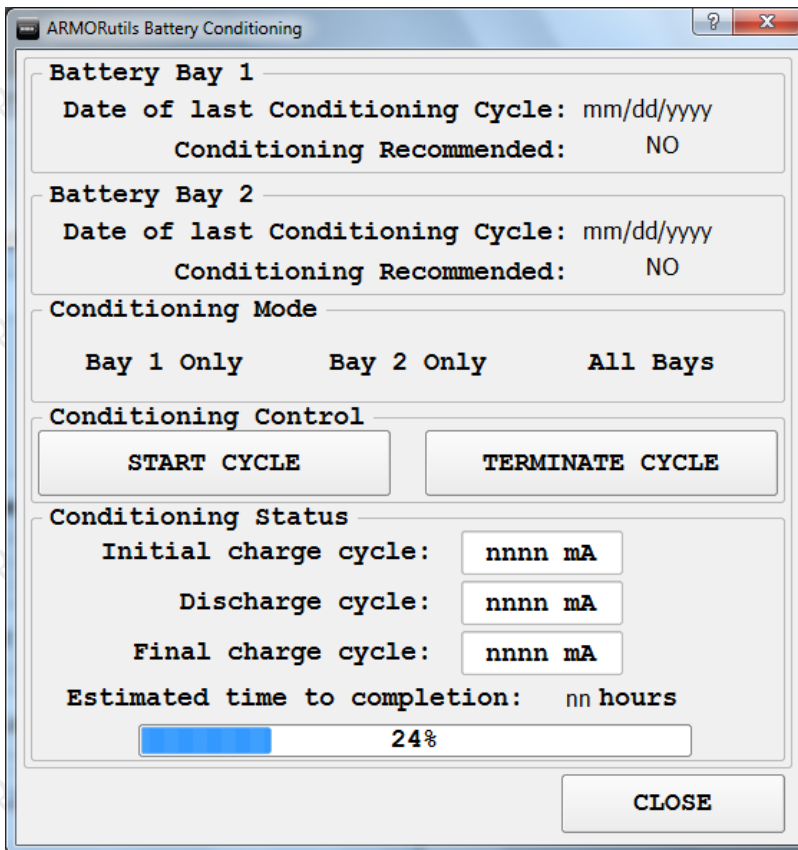 ARMORutils Battery Conditioning
Battery Bay 1
Date of last Conditioning Cycle: mm/dd/yyyy
Conditioning Recommended: NO
Battery Bay 2
Date of last Conditioning Cycle: mm/dd/yyyy
Conditioning Recommended: NO
Conditioning Mode
Bay 1 Only Bay 2 Only All Bays
Conditioning Control
START CYCLE TERMINATE CYCLE
Conditioning Status
Initial charge cycle: nnnn mA
Discharge cycle: nnnn mA
Final charge cycle: nnnn mA
Estimated time to completion: nn hours
24%
CLOSE